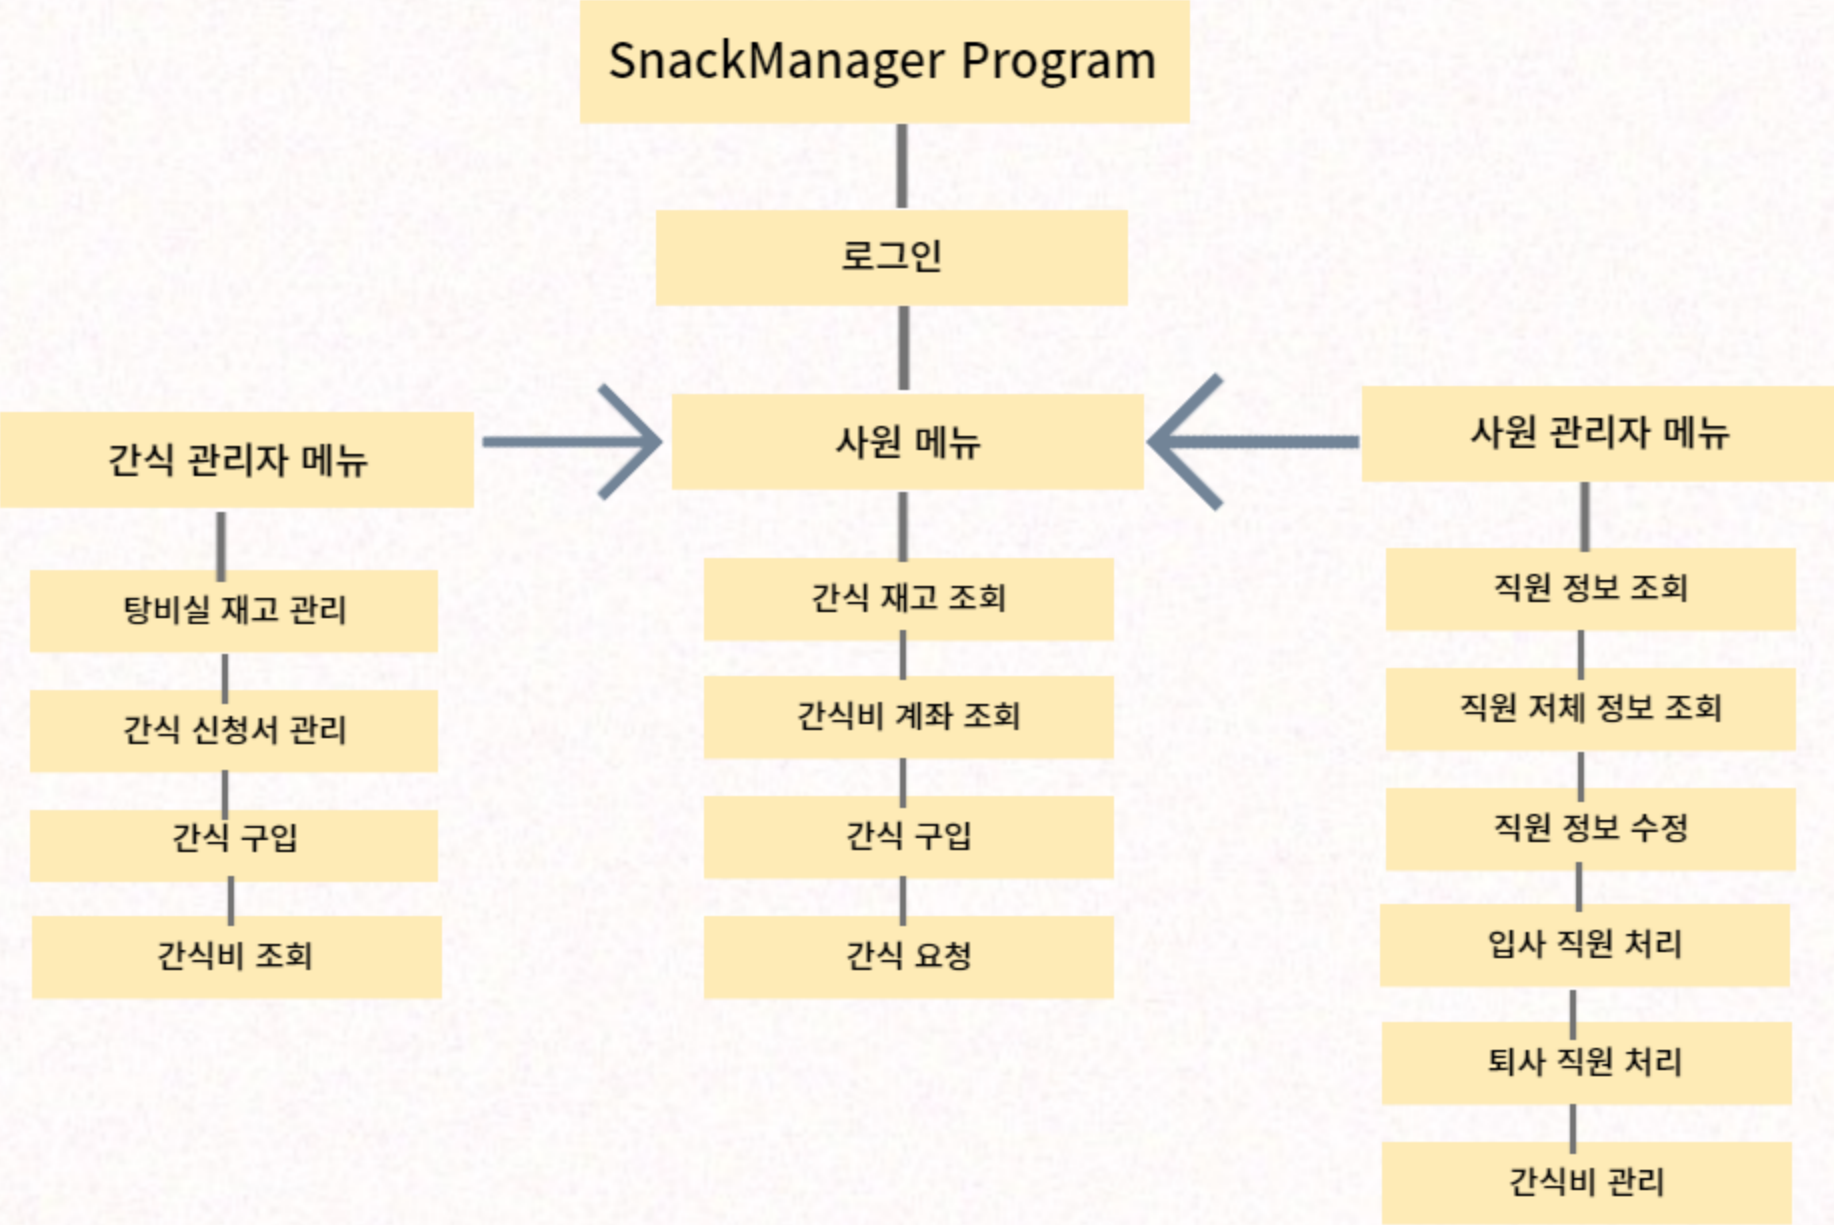 SnackManager Program
로그인
간식 관리자 메뉴
탕비실 재고 관리
간식 신청서 관리
간식 구입
간식비 조회
사원 메뉴
간식 재고 조회
간식비 계좌 조회
간식 구입
간식 요청
사원 관리자 메뉴
직원 정보 조회
직원 저체 정보 조회
직원 정보 수정
입사 직원 처리
퇴사 직원 처리
간식비 관리